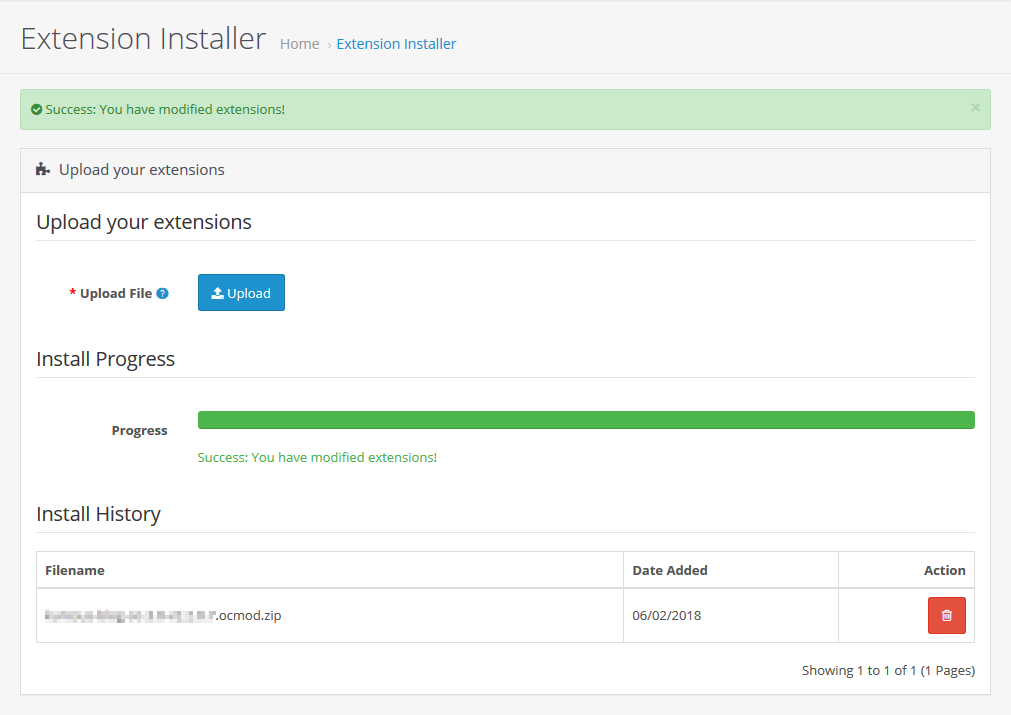 Extension Installer Home › Extension Installer
Success: You have modified extensions! ×
Upload your extensions
Upload your extensions
* Upload File ? Upload
Install Progress
Progress
Success: You have modified extensions!
Install History
Filename Date Added Action
.ocmod.zip 06/02/2018
Showing 1 to 1 of 1 (1 Pages)